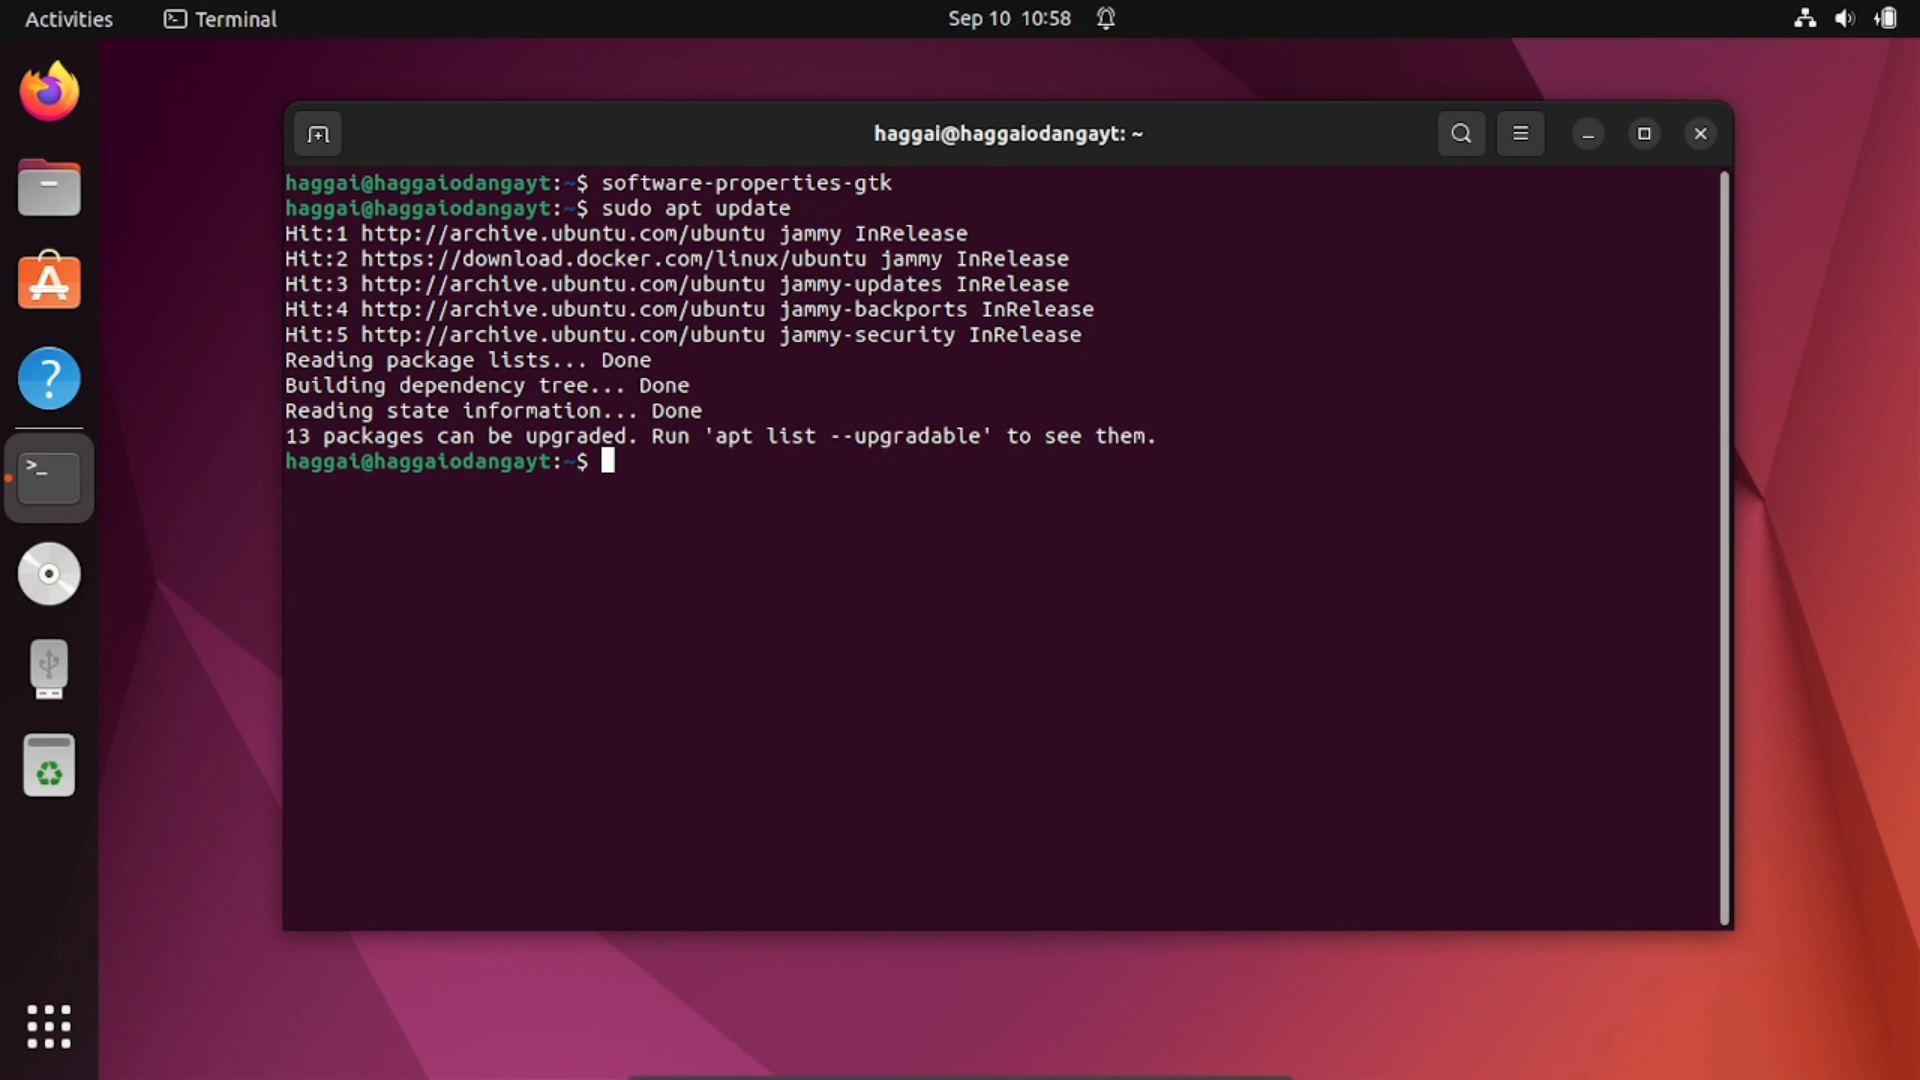 Activities
Terminal
Sep 10 10:58
haggai@haggaiodangayt: ~
haggai@haggaiodangayt:~$ software-properties-gtk
haggai@haggaiodangayt:~$ sudo apt update
Hit:1 http://archive.ubuntu.com/ubuntu jammy InRelease
Hit:2 https://download.docker.com/linux/ubuntu jammy InRelease
Hit:3 http://archive.ubuntu.com/ubuntu jammy-updates InRelease
Hit:4 http://archive.ubuntu.com/ubuntu jammy-backports InRelease
Hit:5 http://archive.ubuntu.com/ubuntu jammy-security InRelease
Reading package lists... Done
Building dependency tree... Done
Reading state information... Done
13 packages can be upgraded. Run 'apt list --upgradable' to see them.
haggai@haggaiodangayt:~$